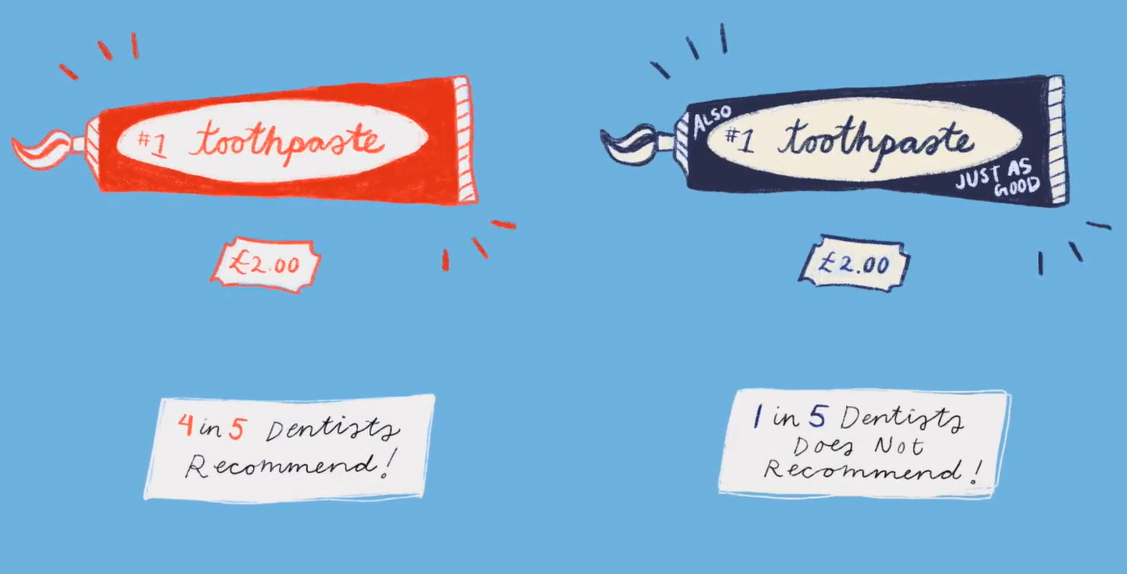 #1 toothpaste
£2.00
4 in 5 Dentists
Recommend!
ALSO
#1 toothpaste
JUST AS
GOOD
£2.00
1 in 5 Dentists
Does Not
Recommend!